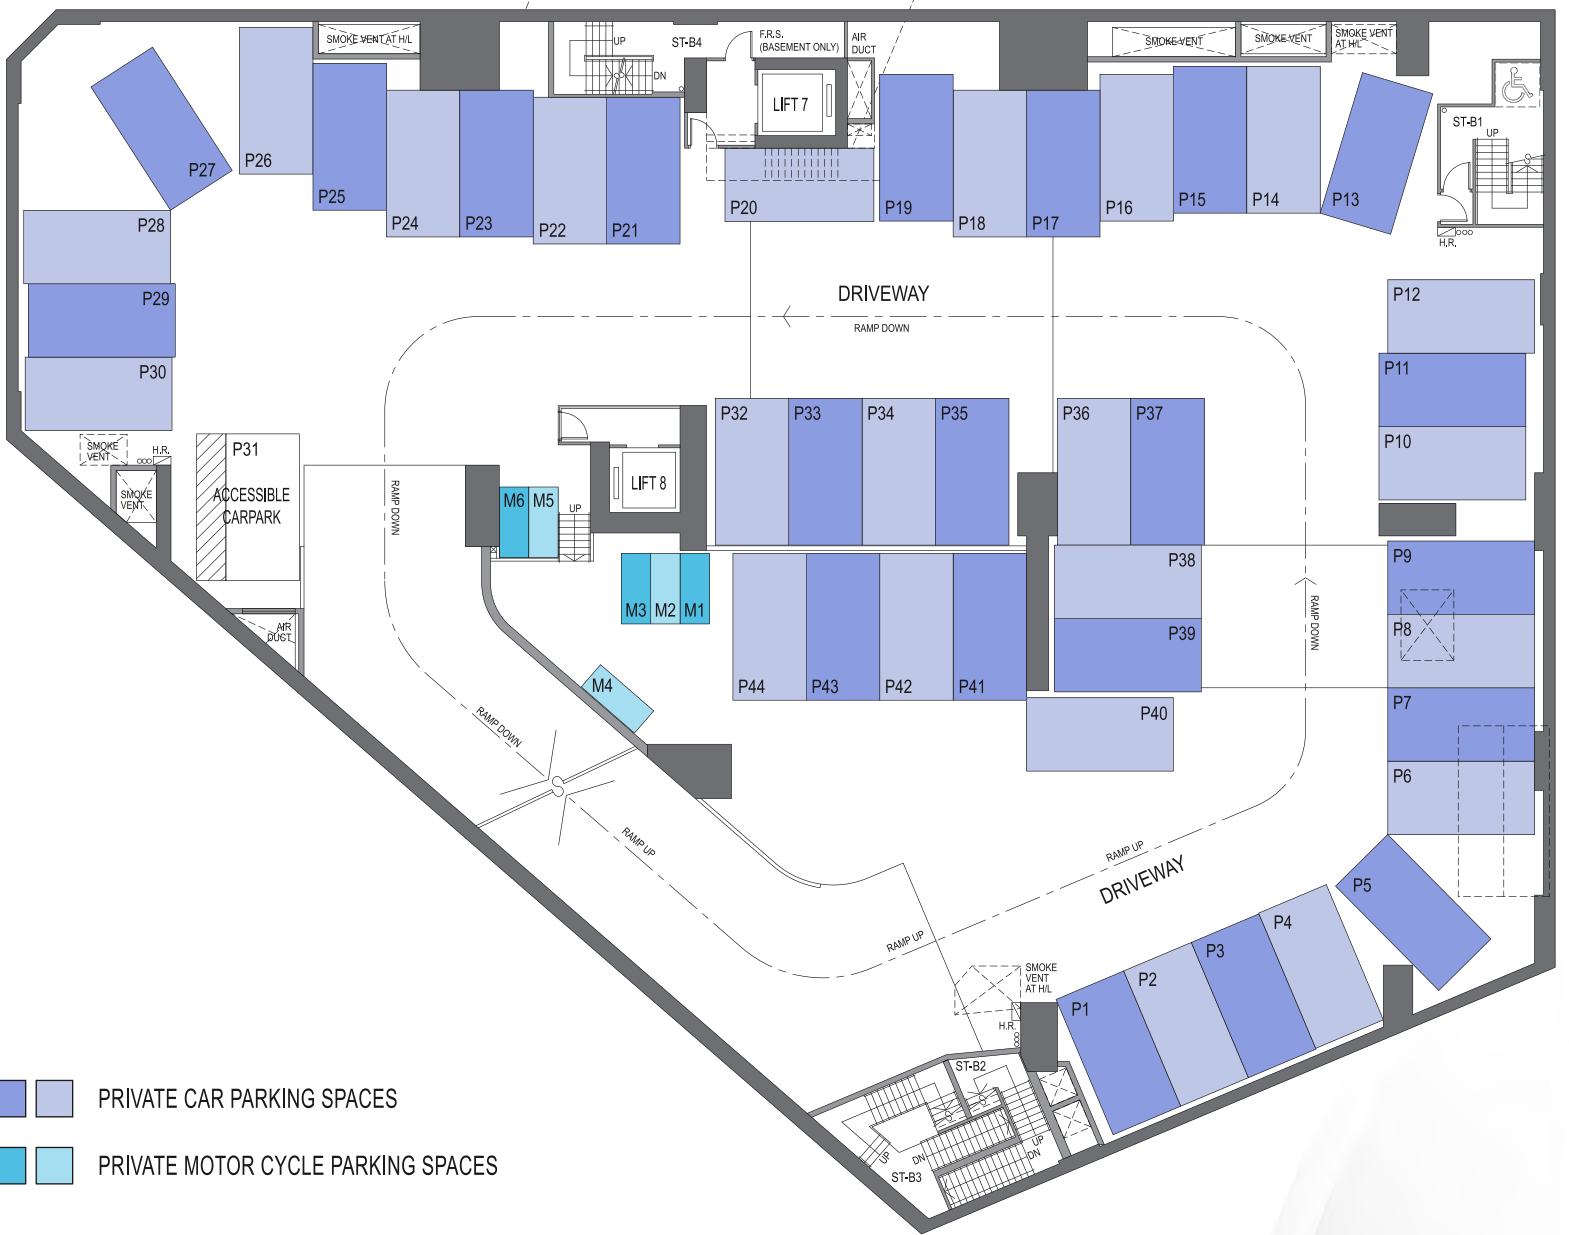 SMOKE VENT AT H/L
UP
DN
ST-B4
F.R.S.
(BASEMENT ONLY)
AIR
DUCT
LIFT 7
SMOKE VENT
SMOKE VENT
SMOKE VENT
AT H/L
ST-B1
UP
H.R.
P27
P26
P25
P24
P23
P22
P21
P20
P19
P18
P17
P16
P15
P14
P13
P28
P29
P30
DRIVEWAY
RAMP DOWN
P12
P11
P10
P32
P33
P34
P35
P36
P37
SMOKE
VENT
H.R.
SMOKE
VENT
P31
ACCESSIBLE
CARPARK
RAMP DOWN
LIFT 8
M6
M5
UP
M3
M2
M1
M4
AIR
DUCT
P38
P39
P40
P44
P43
P42
P41
RAMP DOWN
P9
P8
P7
P6
P5
RAMP DOWN
RAMP UP
RAMP UP
DRIVEWAY
RAMP UP
P4
P3
P2
P1
SMOKE
VENT
AT H/L
H.R.
ST-B2
UP
DN
UP
DN
ST-B3
PRIVATE CAR PARKING SPACES
PRIVATE MOTOR CYCLE PARKING SPACES